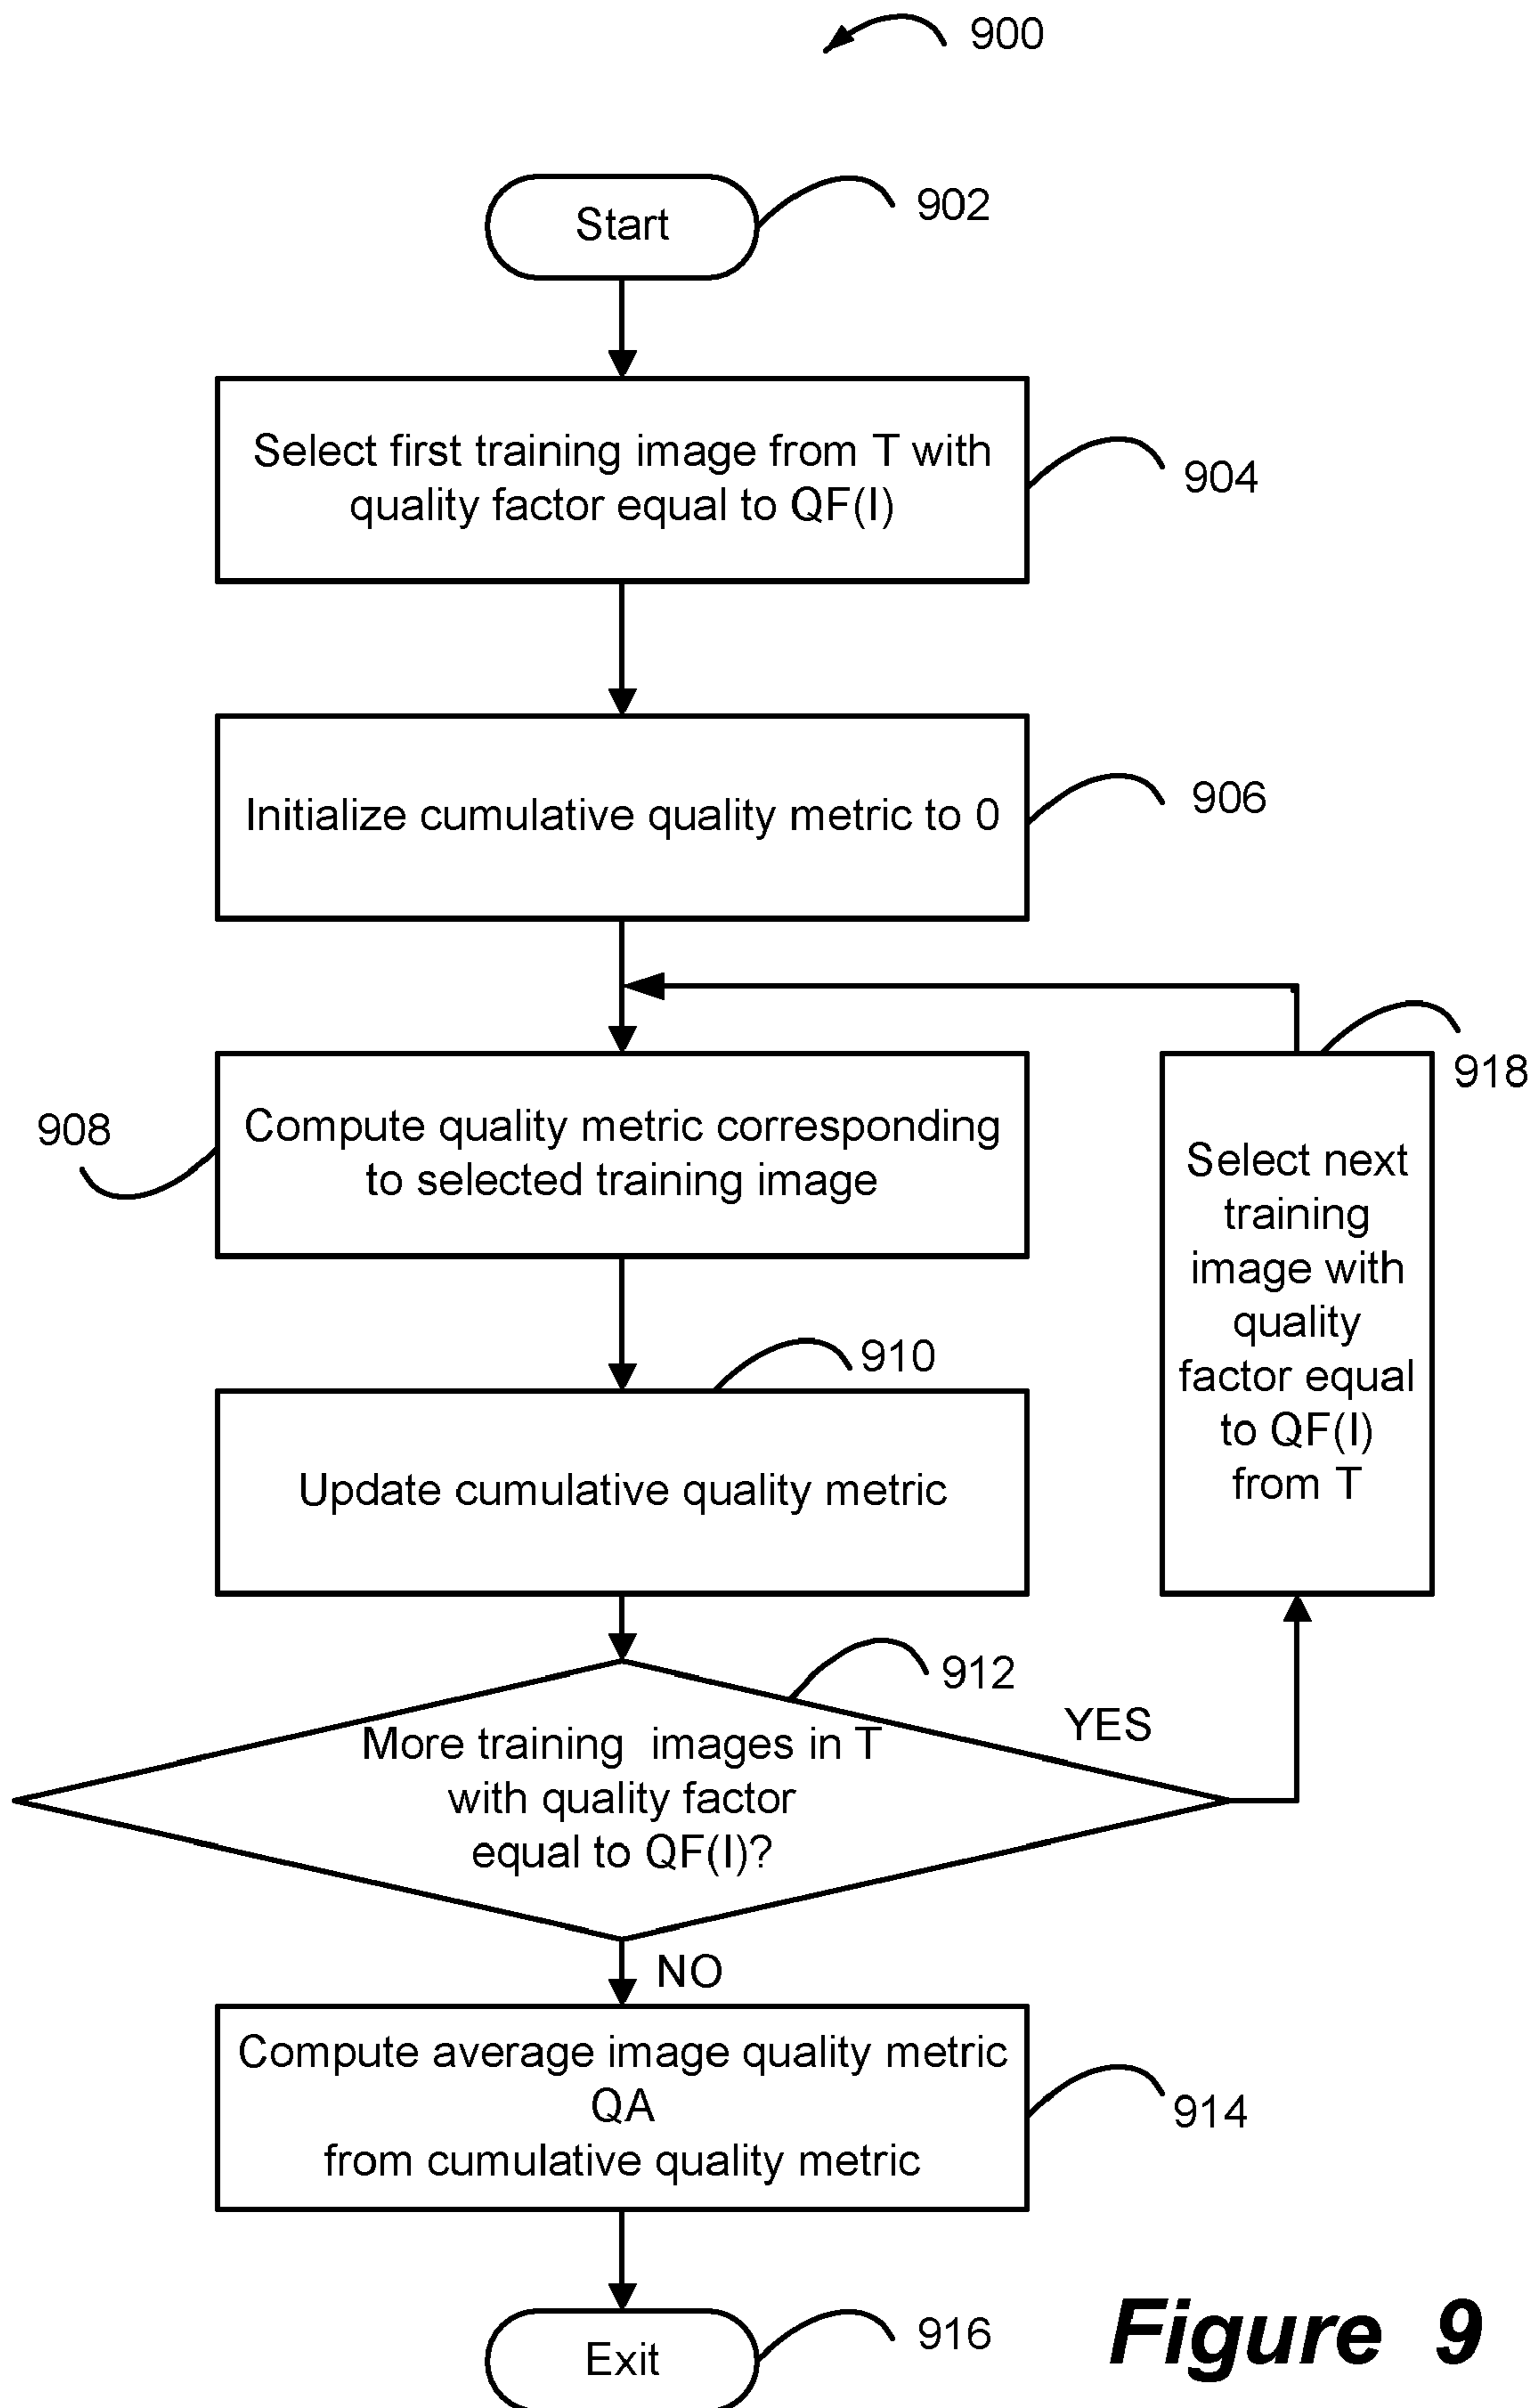 900
Start
902
Select first training image from T with
quality factor equal to QF(I)
904
Initialize cumulative quality metric to 0
906
908
Compute quality metric corresponding
to selected training image
918
Select next
training
image with
quality
factor equal
to QF(I)
from T
910
Update cumulative quality metric
912
More training images in T
with quality factor
equal to QF(I)?
YES
NO
Compute average image quality metric
QA
from cumulative quality metric
914
Exit
916
Figure 9